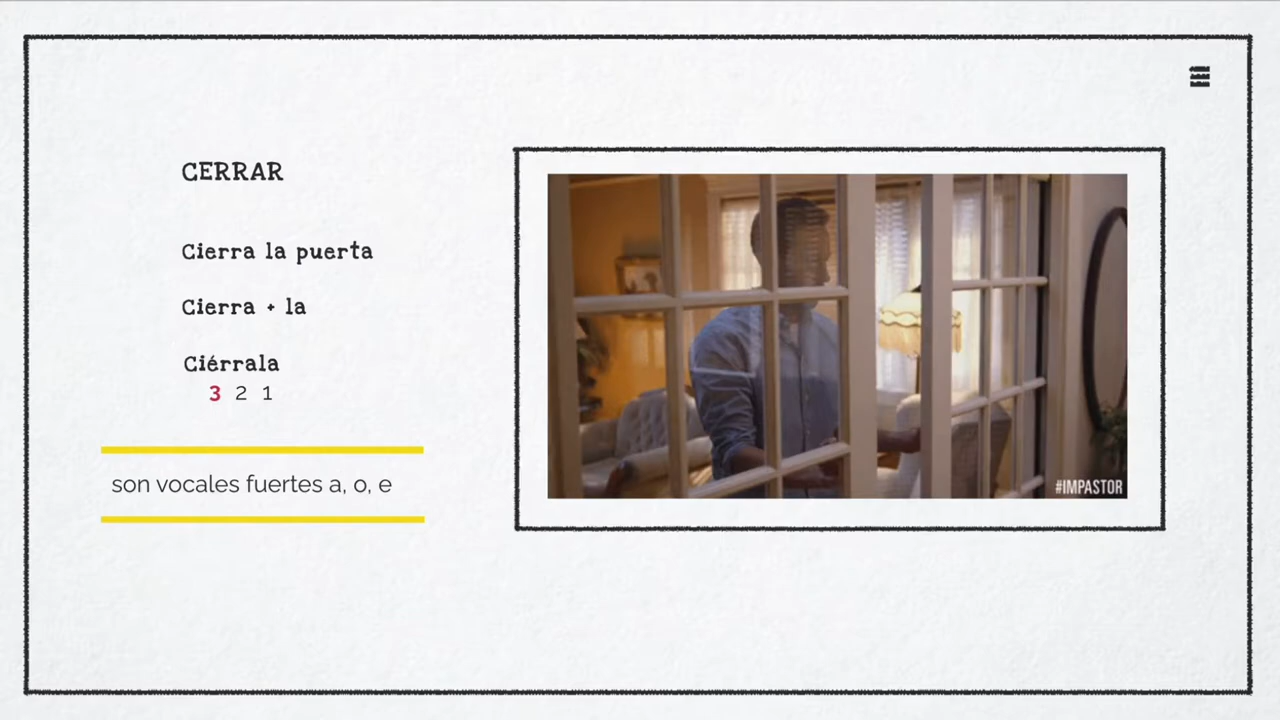 CERRAR
Cierra la puerta
Cierra + la
Ciérrala
3 2 1
son vocales fuertes a, o, e
#IMPASTOR